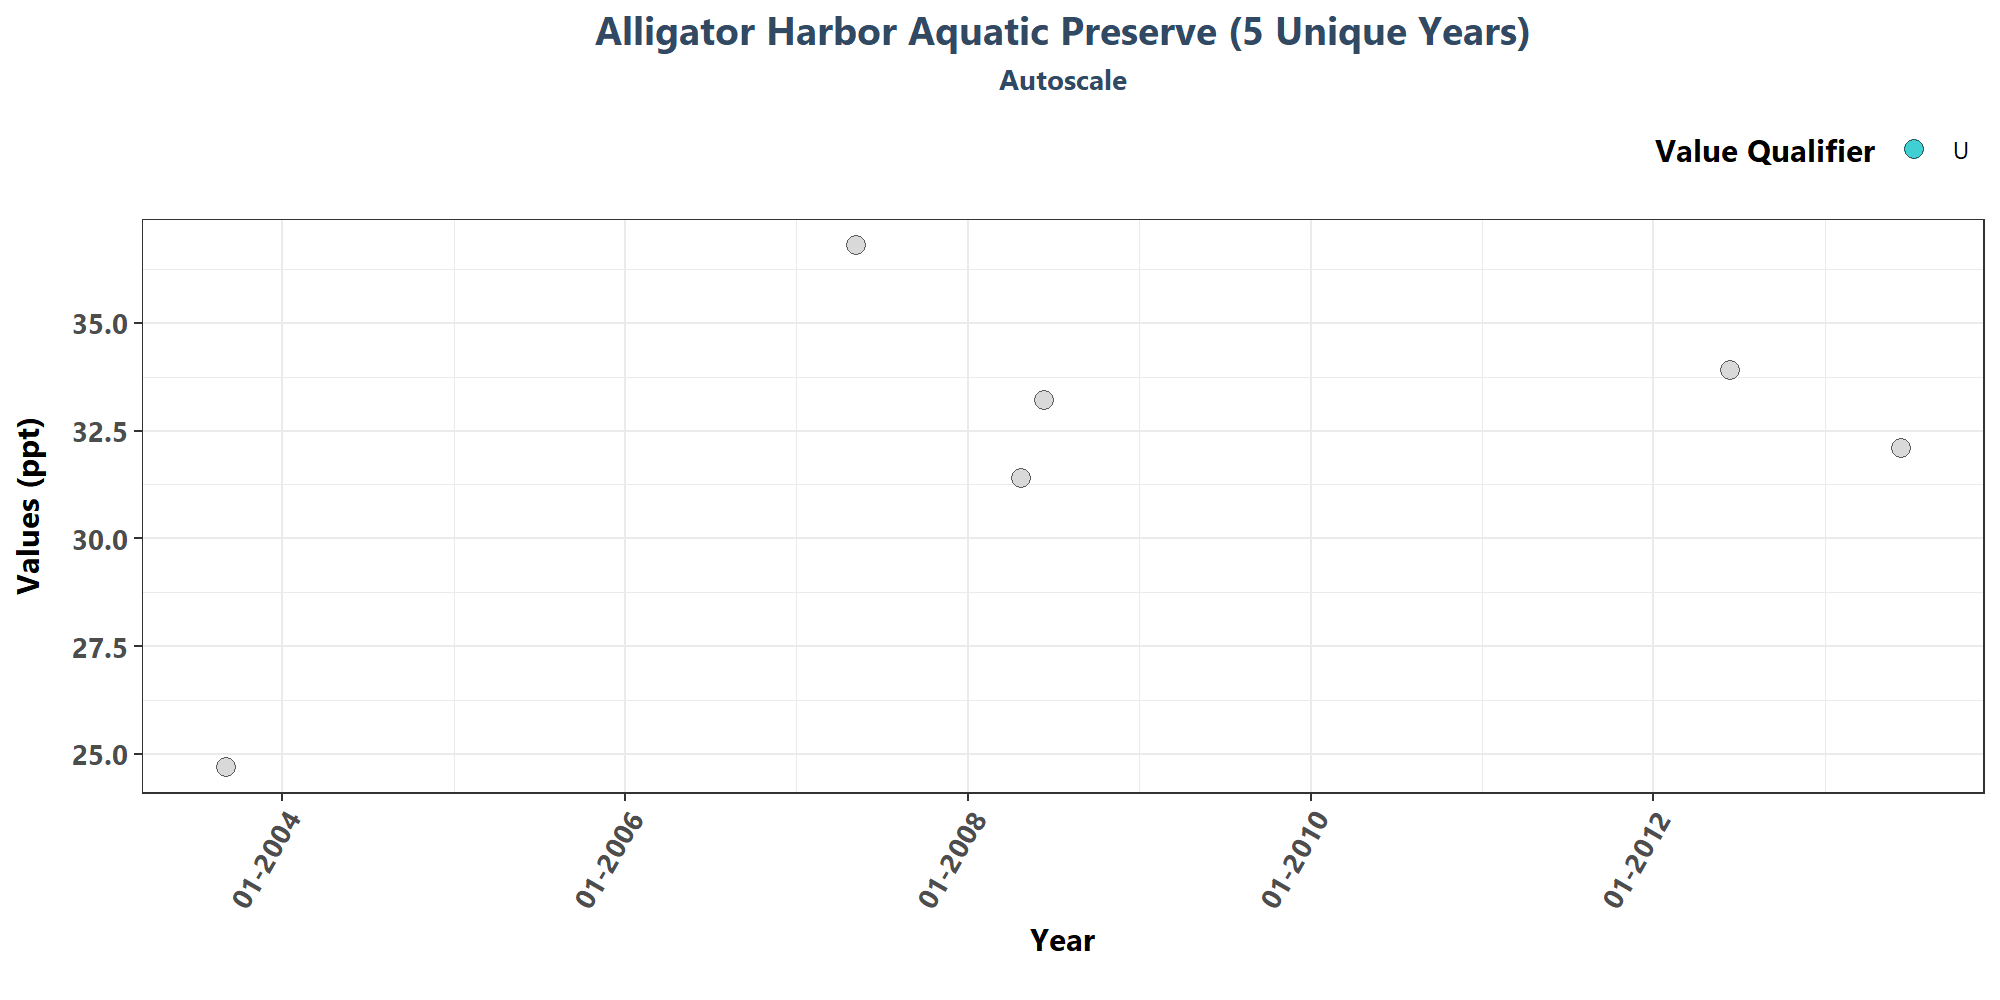 Alligator Harbor Aquatic Preserve (5 Unique Years)
Autoscale
Value Qualifier U
Values (ppt)
35.0
32.5
30.0
27.5
25.0
01-2004
01-2006
01-2008
01-2010
01-2012
Year